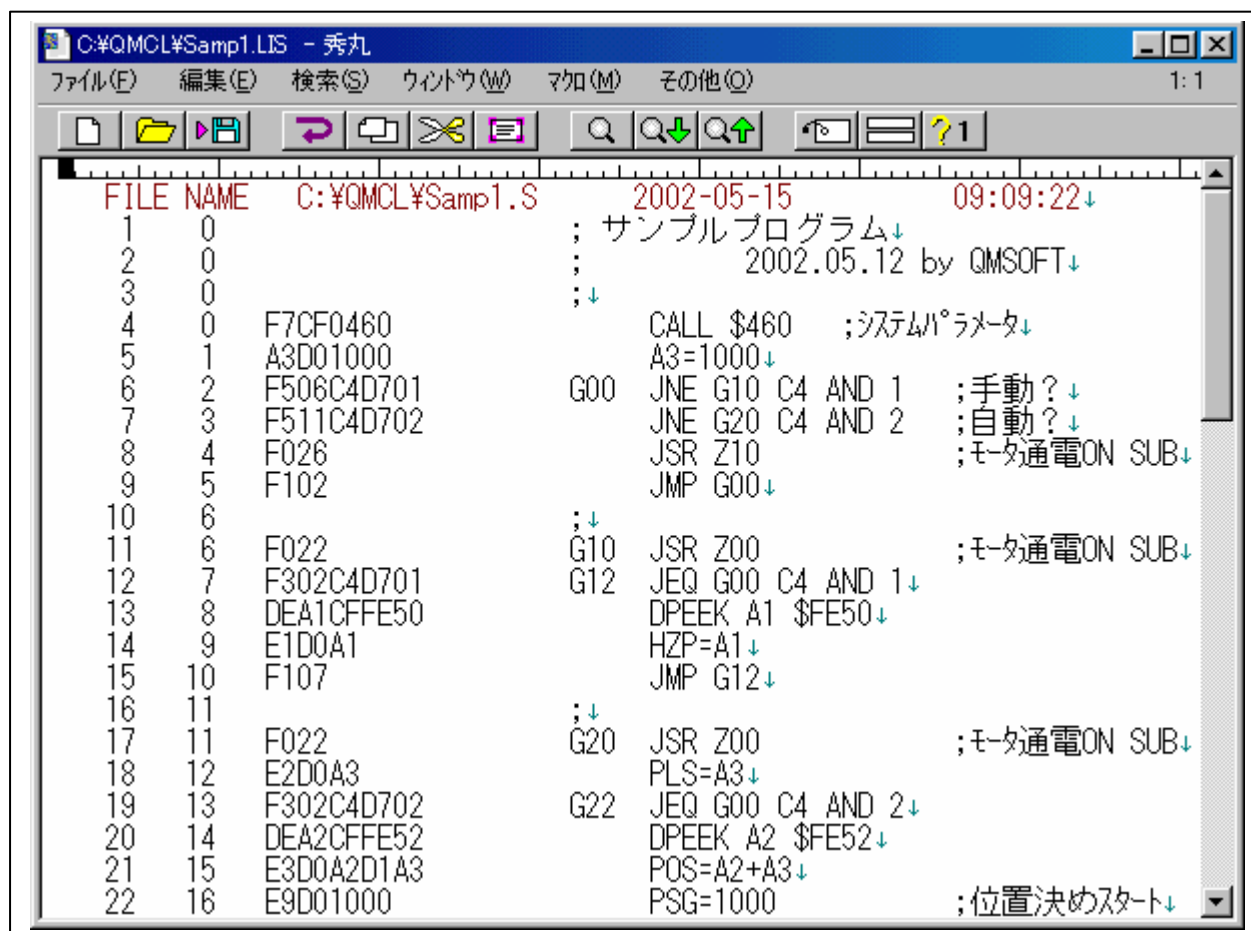 C:¥QMCL¥Samp1.LIS - 秀丸
ファイル(F) 編集(E) 検索(S) ウィンドウ(W) マクロ(M) その他(O) 1: 1
?1
FILE NAME C:¥QMCL¥Samp1.S 2002-05-15 09:09:22↓
1 0 ; サンプルプログラム↓
2 0 ; 2002.05.12 by QMSOFT↓
3 0 ;↓
4 0 F7CF0460 CALL $460 ;システムパラメータ↓
5 1 A3D01000 A3=1000↓
6 2 F506C4D701 G00 JNE G10 C4 AND 1 ;手動?↓
7 3 F511C4D702 JNE G20 C4 AND 2 ;自動?↓
8 4 F026 JSR Z10 ;モータ通電ON SUB↓
9 5 F102 JMP G00↓
10 6 ;↓
11 6 F022 G10 JSR Z00 ;モータ通電ON SUB↓
12 7 F302C4D701 G12 JEQ G00 C4 AND 1↓
13 8 DEA1CFFE50 DPEEK A1 $FE50↓
14 9 E1D0A1 HZP=A1↓
15 10 F107 JMP G12↓
16 11 ;↓
17 11 F022 G20 JSR Z00 ;モータ通電ON SUB↓
18 12 E2D0A3 PLS=A3↓
19 13 F302C4D702 G22 JEQ G00 C4 AND 2↓
20 14 DEA2CFFE52 DPEEK A2 $FE52↓
21 15 E3D0A2D1A3 POS=A2+A3↓
22 16 E9D01000 PSG=1000 ;位置決めスタート↓